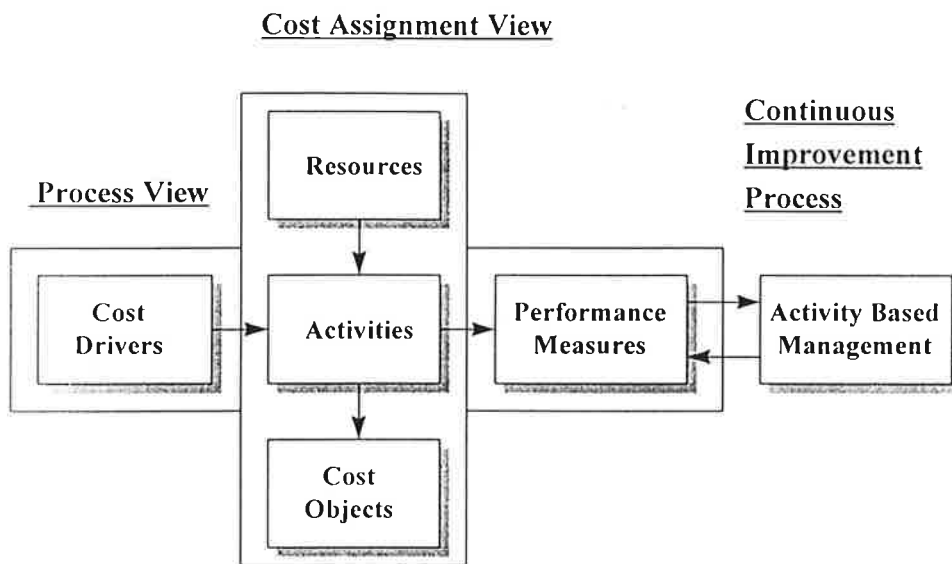 Cost Assignment View
Continuous
Improvement
Process
Process View
Resources
Cost
Drivers
Activities
Performance
Measures
Activity Based
Management
Cost
Objects